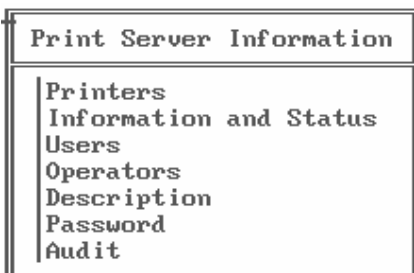 Print Server Information
Printers
Information and Status
Users
Operators
Description
Password
Audit